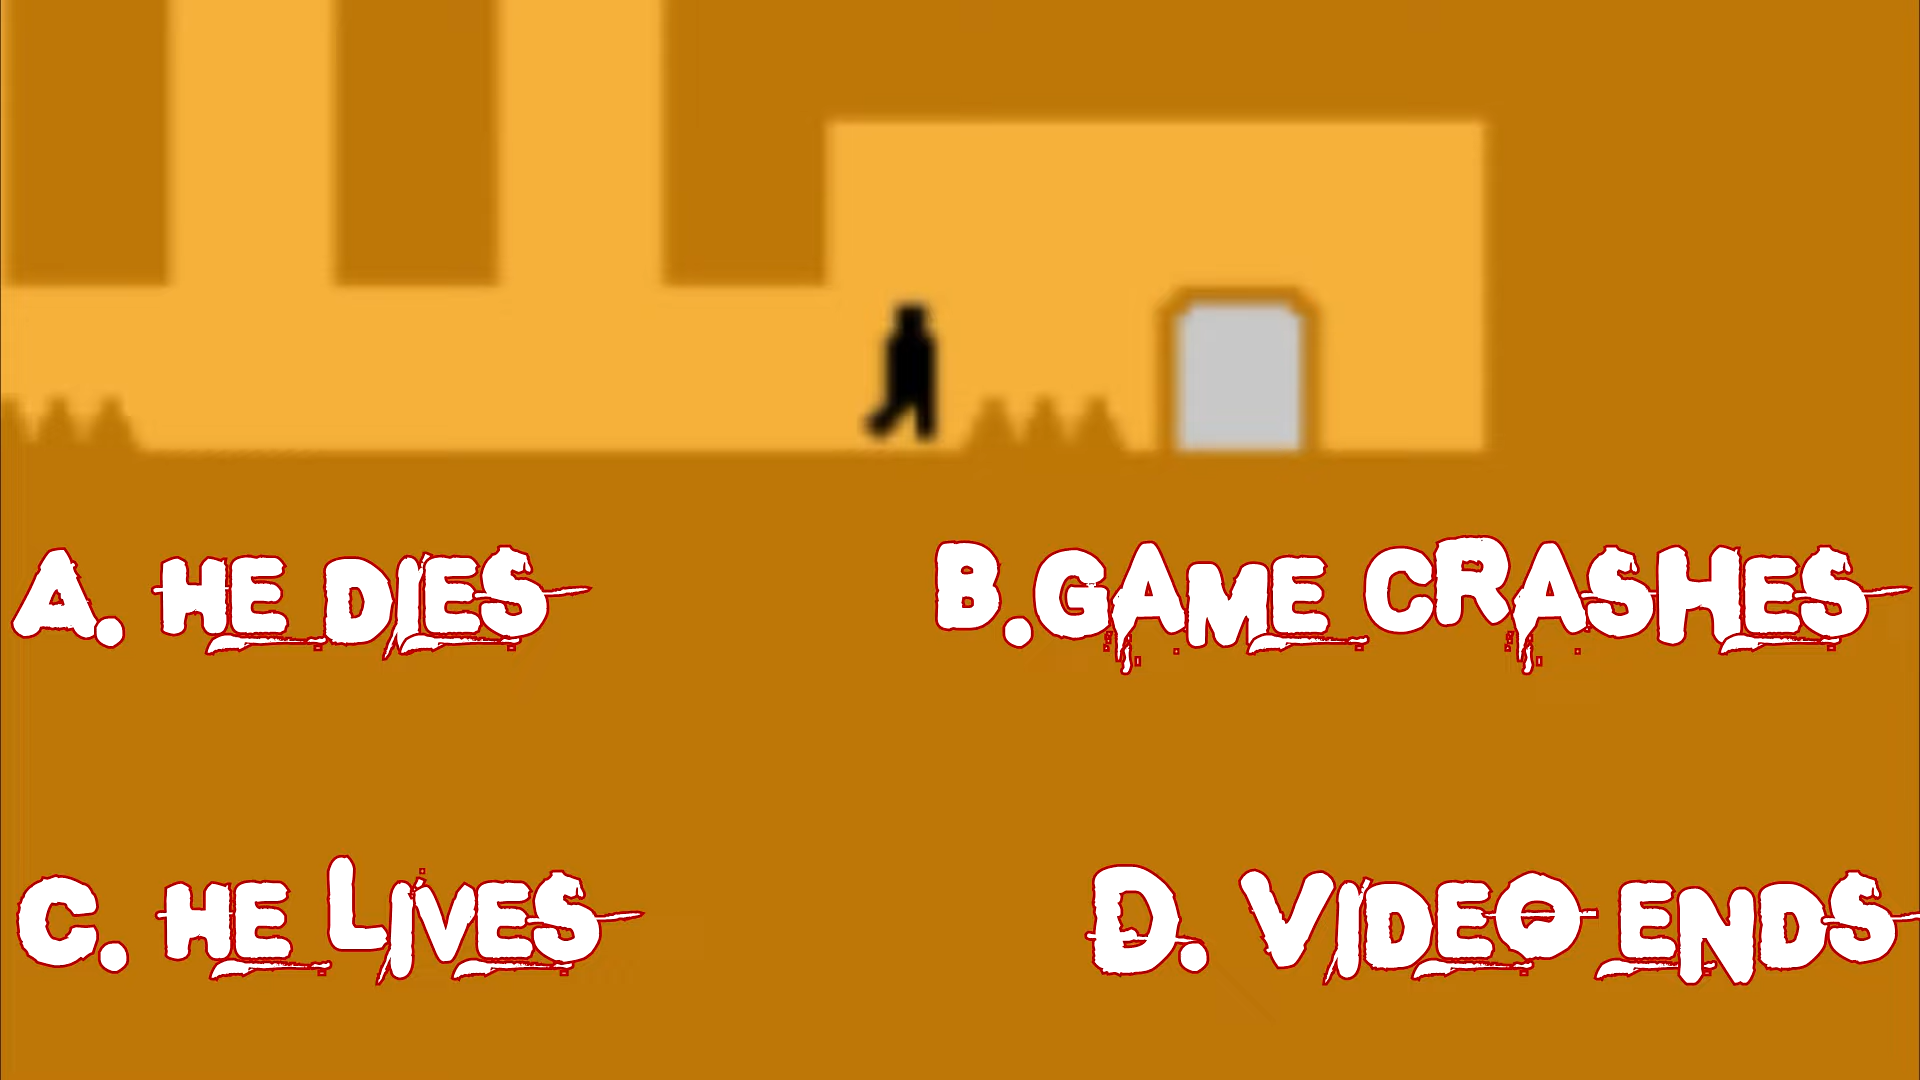 A. HE DIES
B.GAME CRASHES
C. HE LIVES
D. VIDEO ENDS